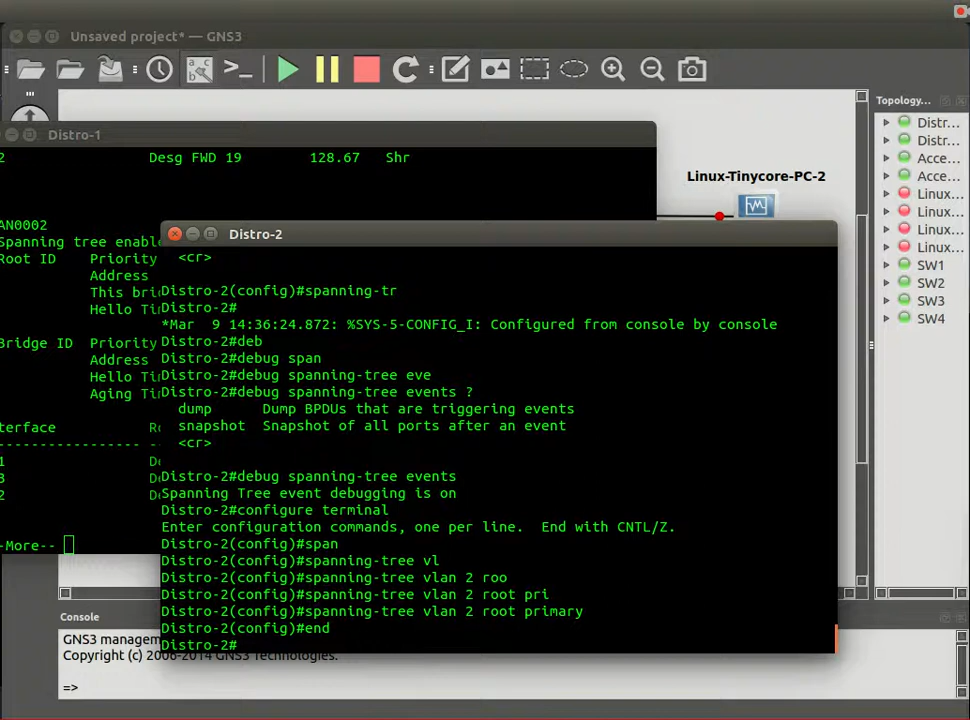 Unsaved project* — GNS3
Topology...
Distr...
Distr...
Acce...
Acce...
Linux...
Linux...
Linux...
Linux...
SW1
SW2
SW3
SW4
Linux-Tinycore-PC-2
Distro-1
2 Desg FWD 19 128.67 Shr
AN0002
Spanning tree enabl
Root ID Priority
Address
This bri
Hello Ti
Bridge ID Priority
Address
Hello Ti
Aging Ti
terface R
---------------- --
1 De
3 De
2 De
-More--
Distro-2
<cr>
Distro-2(config)#spanning-tr
Distro-2#
*Mar 9 14:36:24.872: %SYS-5-CONFIG_I: Configured from console by console
Distro-2#deb
Distro-2#debug span
Distro-2#debug spanning-tree eve
Distro-2#debug spanning-tree events ?
dump Dump BPDUs that are triggering events
snapshot Snapshot of all ports after an event
<cr>
Distro-2#debug spanning-tree events
Spanning Tree event debugging is on
Distro-2#configure terminal
Enter configuration commands, one per line. End with CNTL/Z.
Distro-2(config)#span
Distro-2(config)#spanning-tree vl
Distro-2(config)#spanning-tree vlan 2 roo
Distro-2(config)#spanning-tree vlan 2 root pri
Distro-2(config)#spanning-tree vlan 2 root primary
Distro-2(config)#end
Distro-2#
Console
GNS3 managem
Copyright (c) 2006-2014 GNS3 Technologies.
=>